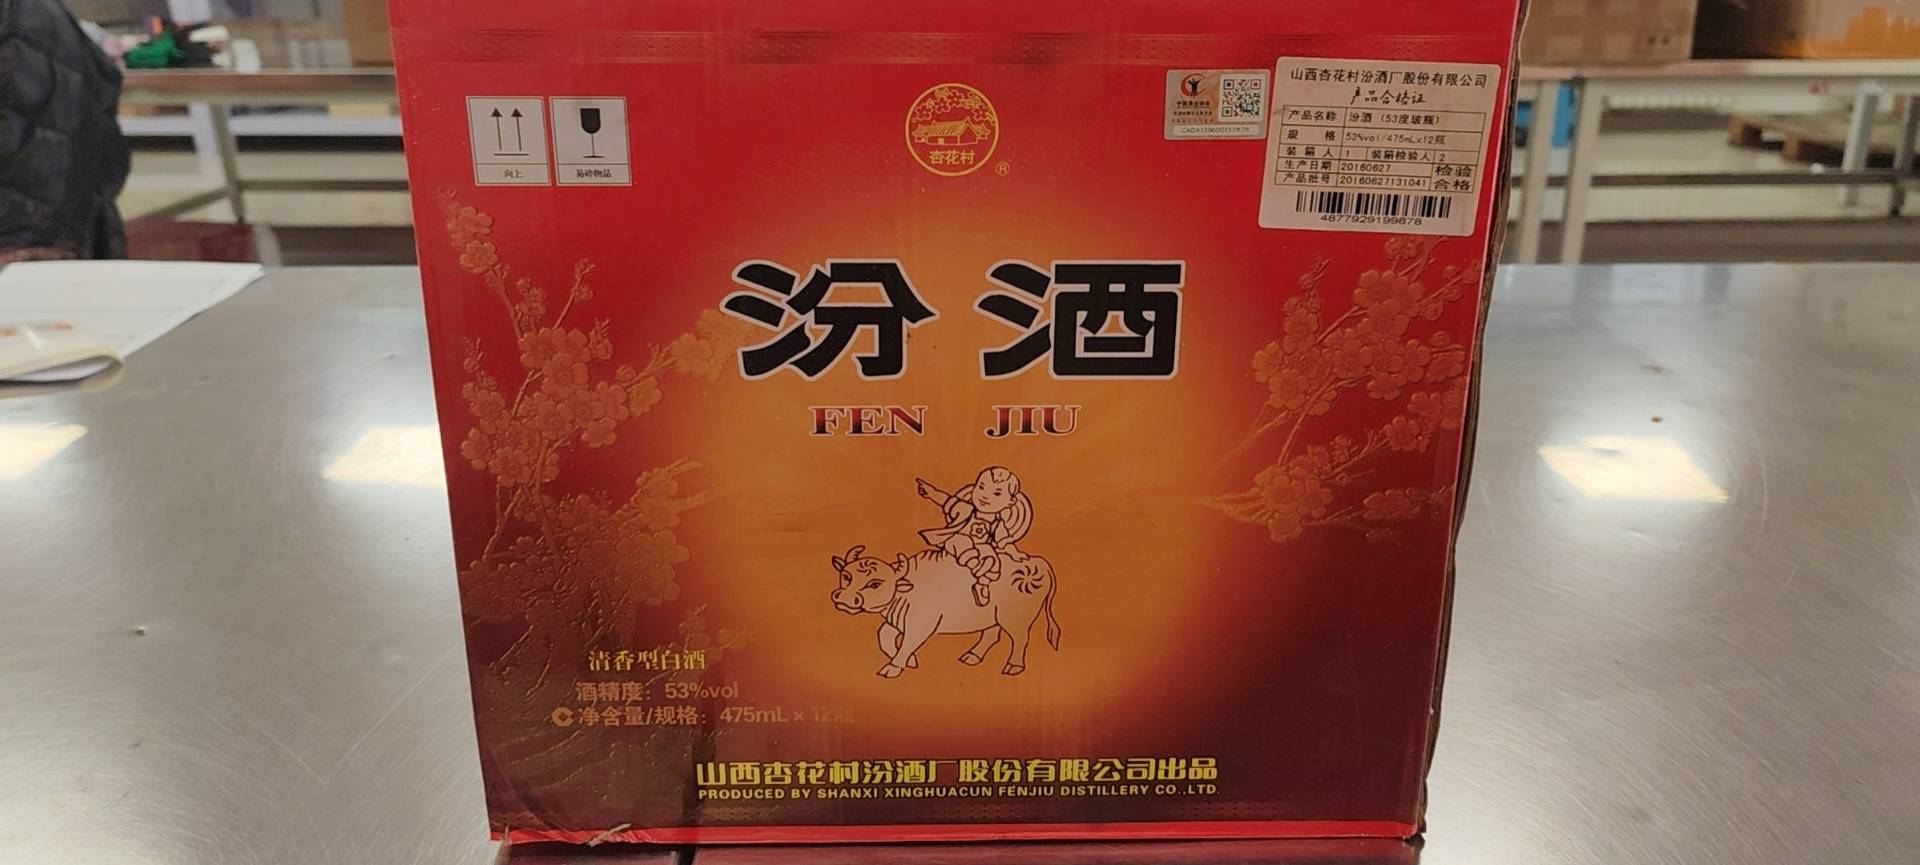 向上
易碎物品
杏花村
®
CADA139600137878
山西杏花村汾酒厂股份有限公司
产品合格证
产品名称 汾酒（53度玻瓶）
规 格 53%vol/475mL×12瓶
装箱人 1 装箱检验人 2
生产日期 20160627 检验
产品批号 20160627131041 合格
4877929199878
汾酒
FEN JIU
清香型白酒
酒精度：53%vol
净含量/规格：475mL×12瓶
山西杏花村汾酒厂股份有限公司出品
PRODUCED BY SHANXI XINGHUACUN FENJIU DISTILLERY CO.,LTD.